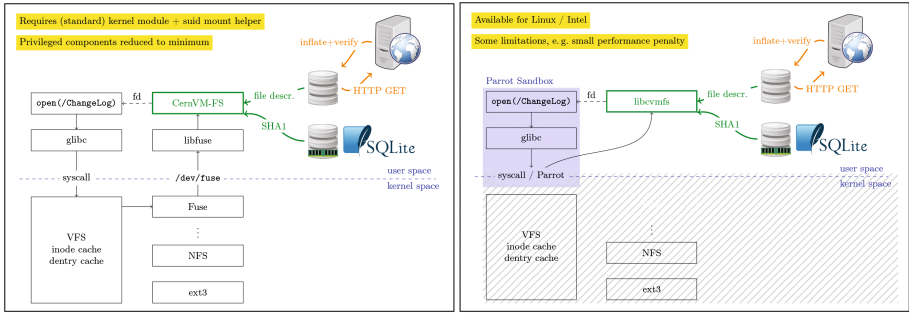 Requires (standard) kernel module + suid mount helper
Privileged components reduced to minimum
inflate+verify
HTTP GET
open(/ChangeLog)
fd
CernVM-FS
file descr.
SHA1
glibc
libfuse
SQLite
syscall
/dev/fuse
user space
kernel space
VFS
inode cache
dentry cache
Fuse
NFS
ext3
Available for Linux / Intel
Some limitations, e.g. small performance penalty
inflate+verify
HTTP GET
Parrot Sandbox
open(/ChangeLog)
fd
libcvmfs
file descr.
SHA1
glibc
SQLite
syscall / Parrot
user space
kernel space
VFS
inode cache
dentry cache
NFS
ext3